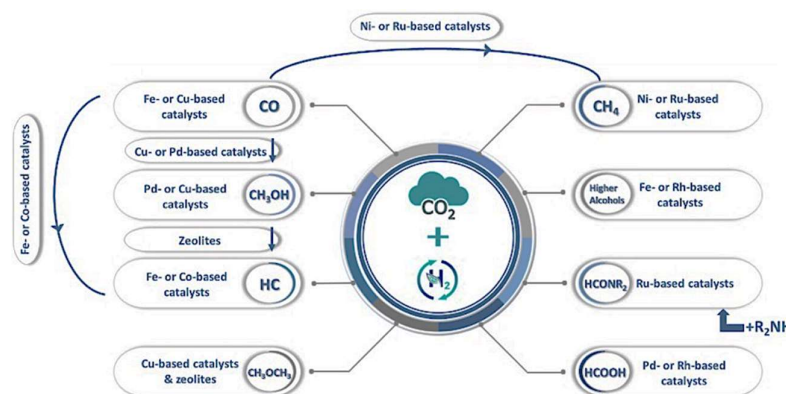 Ni- or Ru-based catalysts
Fe- or Cu-based
catalysts
CO
CH₄
Ni- or Ru-based
catalysts
Fe- or Co-based catalysts
Cu- or Pd-based catalysts
Pd- or Cu-based
catalysts
CH₃OH
CO₂
+
H₂
Higher
Alcohols
Fe- or Rh-based
catalysts
Zeolites
Fe- or Co-based
catalysts
HC
HCONR₂
Ru-based catalysts
+R₂NH
Cu-based catalysts
& zeolites
CH₃OCH₃
HCOOH
Pd- or Rh-based
catalysts